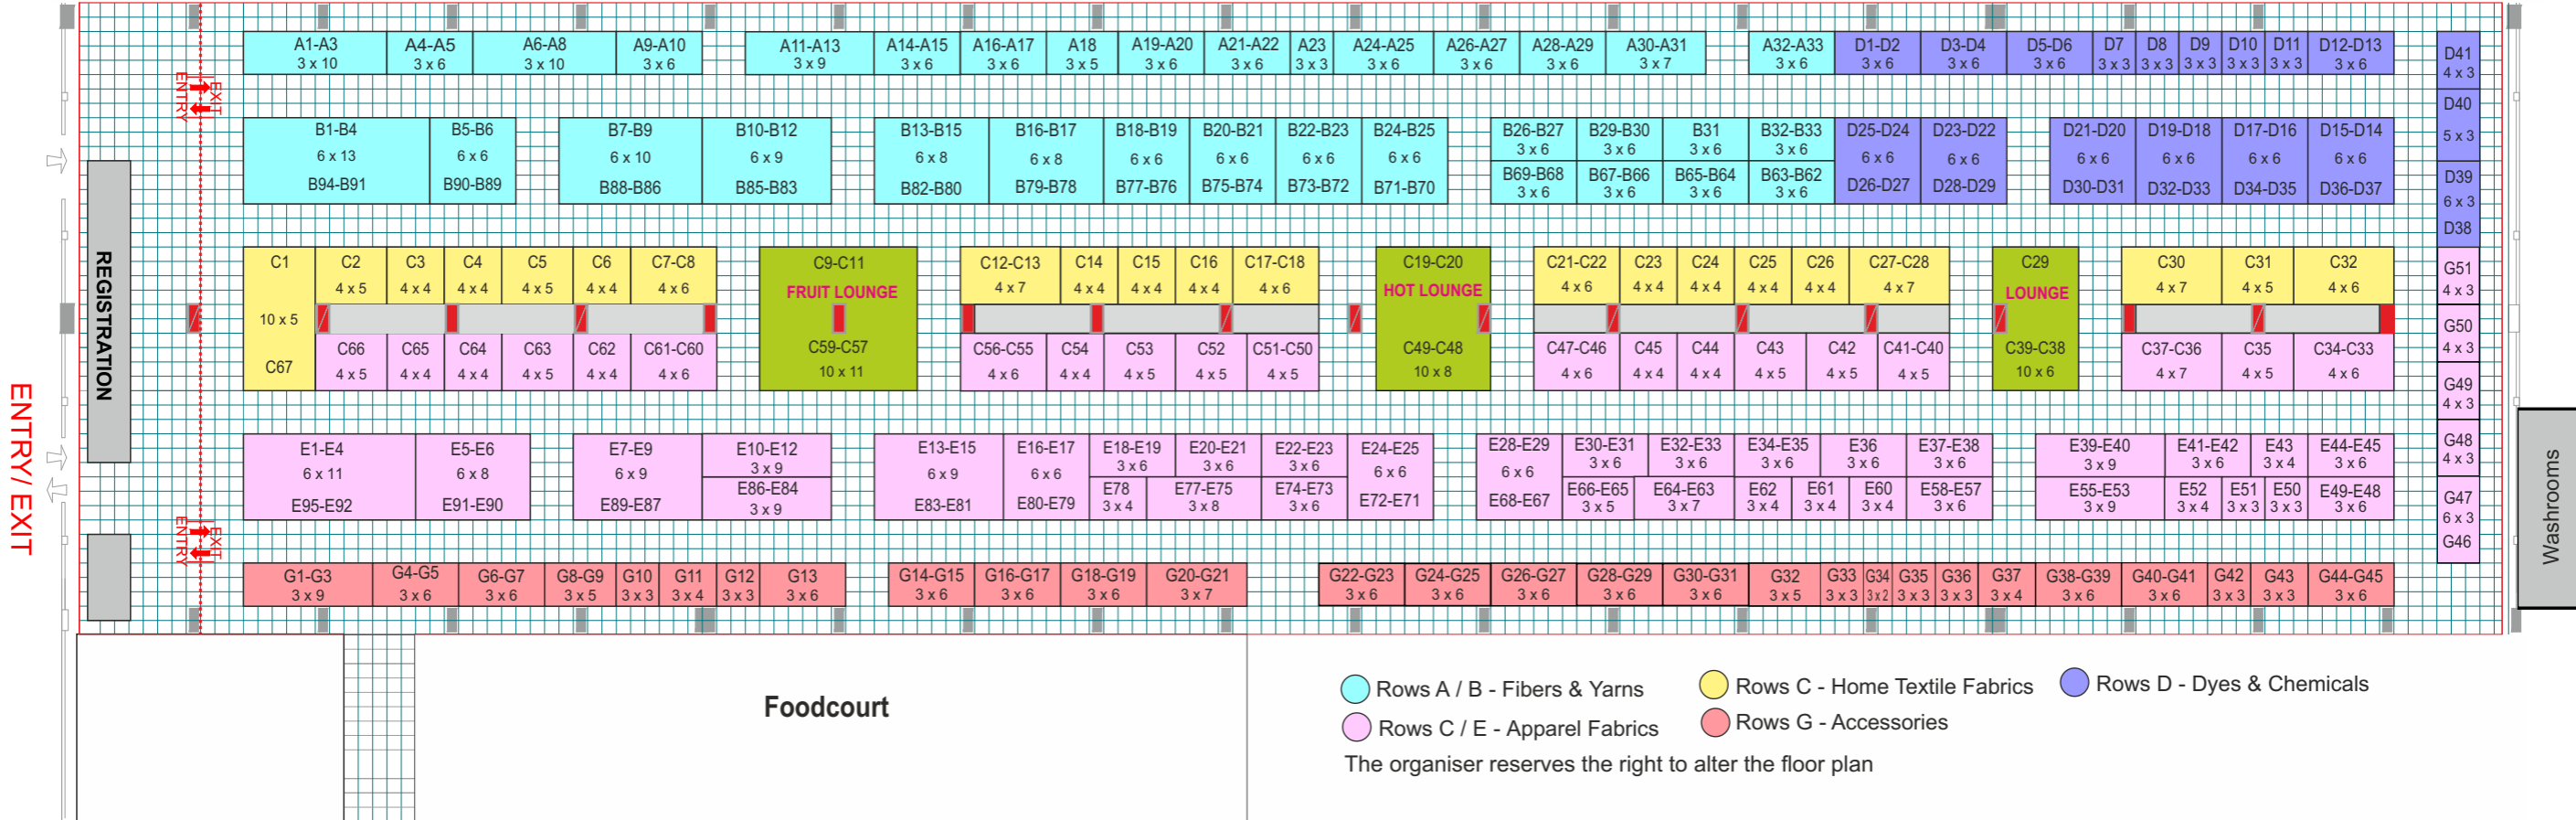 A1-A3
3 x 10
A4-A5
3 x 6
A6-A8
3 x 10
A9-A10
3 x 6
A11-A13
3 x 9
A14-A15
3 x 6
A16-A17
3 x 6
A18
3 x 5
A19-A20
3 x 6
A21-A22
3 x 6
A23
3 x 3
A24-A25
3 x 6
A26-A27
3 x 6
A28-A29
3 x 6
A30-A31
3 x 7
A32-A33
3 x 6
D1-D2
3 x 6
D3-D4
3 x 6
D5-D6
3 x 6
D7
3 x 3
D8
3 x 3
D9
3 x 3
D10
3 x 3
D11
3 x 3
D12-D13
3 x 6
D41
4 x 3
D40
5 x 3
D39
6 x 3
D38
G51
4 x 3
G50
4 x 3
G49
4 x 3
G48
4 x 3
G47
6 x 3
G46
ENTRY
EXIT
B1-B4
6 x 13
B94-B91
B5-B6
6 x 6
B90-B89
B7-B9
6 x 10
B88-B86
B10-B12
6 x 9
B85-B83
B13-B15
6 x 8
B82-B80
B16-B17
6 x 8
B79-B78
B18-B19
6 x 6
B77-B76
B20-B21
6 x 6
B75-B74
B22-B23
6 x 6
B73-B72
B24-B25
6 x 6
B71-B70
B26-B27
3 x 6
B29-B30
3 x 6
B31
3 x 6
B32-B33
3 x 6
B69-B68
3 x 6
B67-B66
3 x 6
B65-B64
3 x 6
B63-B62
3 x 6
D25-D24
6 x 6
D26-D27
D23-D22
6 x 6
D28-D29
D21-D20
6 x 6
D30-D31
D19-D18
6 x 6
D32-D33
D17-D16
6 x 6
D34-D35
D15-D14
6 x 6
D36-D37
REGISTRATION
C1
10 x 5
C67
C2
4 x 5
C3
4 x 4
C4
4 x 4
C5
4 x 5
C6
4 x 4
C7-C8
4 x 6
C9-C11
FRUIT LOUNGE
C59-C57
10 x 11
C12-C13
4 x 7
C14
4 x 4
C15
4 x 4
C16
4 x 4
C17-C18
4 x 6
C19-C20
HOT LOUNGE
C49-C48
10 x 8
C21-C22
4 x 6
C23
4 x 4
C24
4 x 4
C25
4 x 4
C26
4 x 4
C27-C28
4 x 7
C29
LOUNGE
C39-C38
10 x 6
C30
4 x 7
C31
4 x 5
C32
4 x 6
C66
4 x 5
C65
4 x 4
C64
4 x 4
C63
4 x 5
C62
4 x 4
C61-C60
4 x 6
C56-C55
4 x 6
C54
4 x 4
C53
4 x 5
C52
4 x 5
C51-C50
4 x 5
C47-C46
4 x 6
C45
4 x 4
C44
4 x 4
C43
4 x 5
C42
4 x 5
C41-C40
4 x 5
C37-C36
4 x 7
C35
4 x 5
C34-C33
4 x 6
ENTRY/ EXIT
E1-E4
6 x 11
E95-E92
E5-E6
6 x 8
E91-E90
E7-E9
6 x 9
E89-E87
E10-E12
3 x 9
E86-E84
3 x 9
E13-E15
6 x 9
E83-E81
E16-E17
6 x 6
E80-E79
E18-E19
3 x 6
E20-E21
3 x 6
E22-E23
3 x 6
E78
3 x 4
E77-E75
3 x 8
E74-E73
3 x 6
E24-E25
6 x 6
E72-E71
E28-E29
6 x 6
E68-E67
E30-E31
3 x 6
E32-E33
3 x 6
E34-E35
3 x 6
E36
3 x 6
E37-E38
3 x 6
E66-E65
3 x 5
E64-E63
3 x 7
E62
3 x 4
E61
3 x 4
E60
3 x 4
E58-E57
3 x 6
E39-E40
3 x 9
E41-E42
3 x 6
E43
3 x 4
E44-E45
3 x 6
E55-E53
3 x 9
E52
3 x 4
E51
3 x 3
E50
3 x 3
E49-E48
3 x 6
ENTRY
EXIT
Washrooms
G1-G3
3 x 9
G4-G5
3 x 6
G6-G7
3 x 6
G8-G9
3 x 5
G10
3 x 3
G11
3 x 4
G12
3 x 3
G13
3 x 6
G14-G15
3 x 6
G16-G17
3 x 6
G18-G19
3 x 6
G20-G21
3 x 7
G22-G23
3 x 6
G24-G25
3 x 6
G26-G27
3 x 6
G28-G29
3 x 6
G30-G31
3 x 6
G32
3 x 5
G33
3 x 3
G34
3 x 2
G35
3 x 3
G36
3 x 3
G37
3 x 4
G38-G39
3 x 6
G40-G41
3 x 6
G42
3 x 3
G43
3 x 3
G44-G45
3 x 6
Foodcourt
Rows A / B - Fibers & Yarns
Rows C - Home Textile Fabrics
Rows D - Dyes & Chemicals
Rows C / E - Apparel Fabrics
Rows G - Accessories
The organiser reserves the right to alter the floor plan